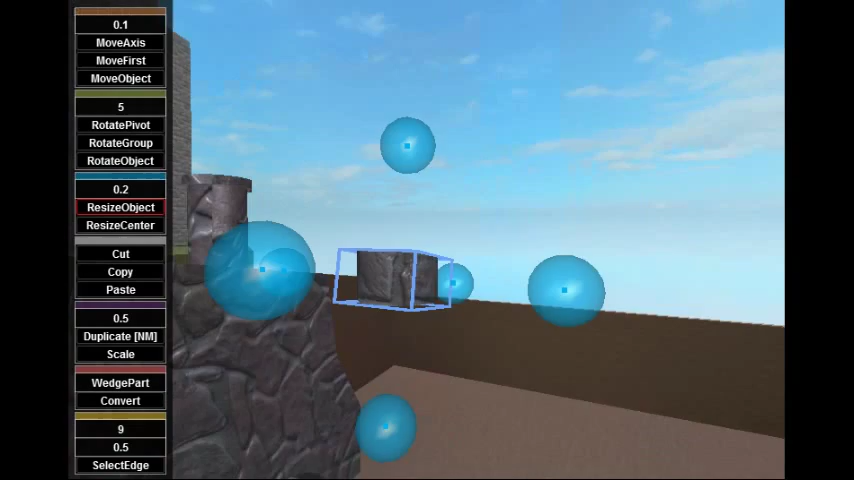 0.1
MoveAxis
MoveFirst
MoveObject
5
RotatePivot
RotateGroup
RotateObject
0.2
ResizeObject
ResizeCenter
Cut
Copy
Paste
0.5
Duplicate [NM]
Scale
WedgePart
Convert
9
0.5
SelectEdge